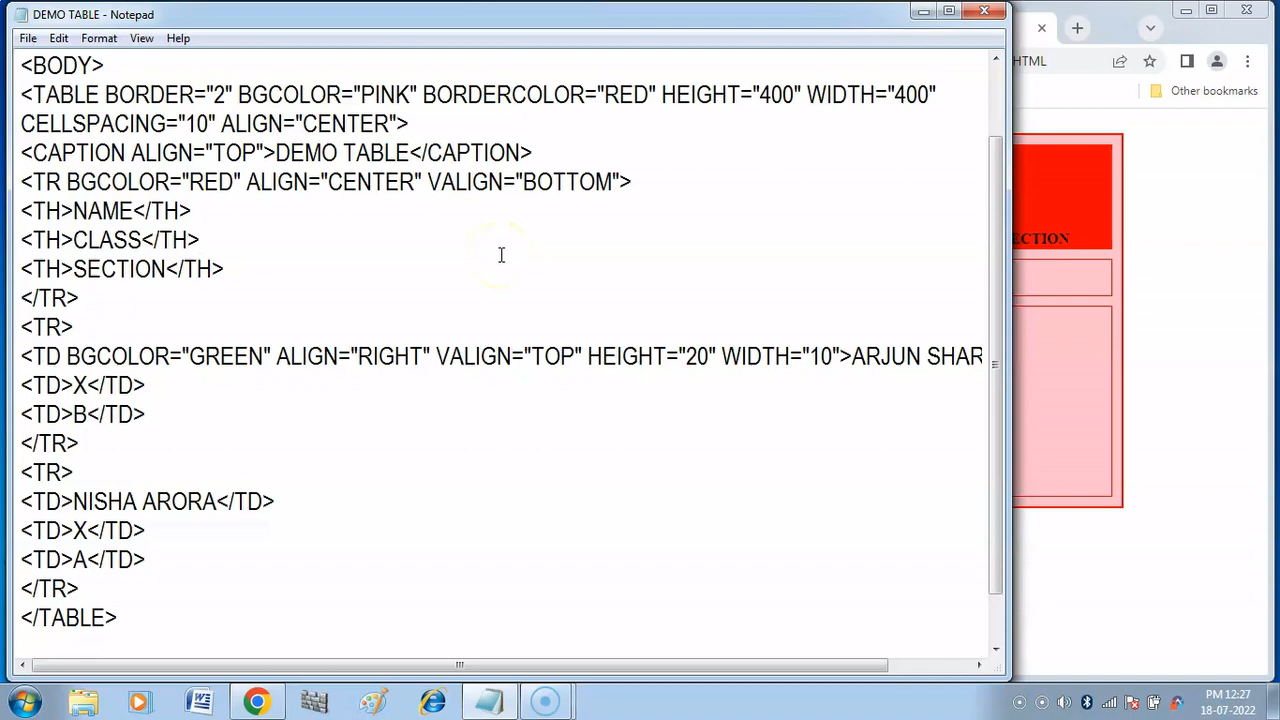 DEMO TABLE - Notepad
File Edit Format View Help
<BODY>
<TABLE BORDER="2" BGCOLOR="PINK" BORDERCOLOR="RED" HEIGHT="400" WIDTH="400"
CELLSPACING="10" ALIGN="CENTER">
<CAPTION ALIGN="TOP">DEMO TABLE</CAPTION>
<TR BGCOLOR="RED" ALIGN="CENTER" VALIGN="BOTTOM">
<TH>NAME</TH>
<TH>CLASS</TH>
<TH>SECTION</TH>
</TR>
<TR>
<TD BGCOLOR="GREEN" ALIGN="RIGHT" VALIGN="TOP" HEIGHT="20" WIDTH="10">ARJUN SHAR
<TD>X</TD>
<TD>B</TD>
</TR>
<TR>
<TD>NISHA ARORA</TD>
<TD>X</TD>
<TD>A</TD>
</TR>
</TABLE>
HTML
Other bookmarks
ECTION
PM 12:27
18-07-2022